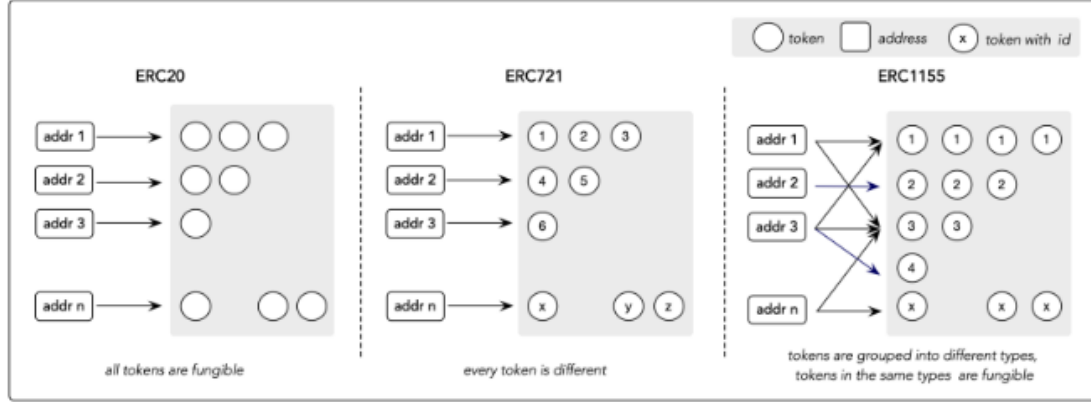 token address x token with id
ERC20 ERC721 ERC1155
addr 1
addr 2
addr 3
addr n
all tokens are fungible
addr 1 1 2 3
addr 2 4 5
addr 3 6
addr n x y z
every token is different
addr 1 1 1 1 1
addr 2 2 2 2
addr 3 3 3
4
addr n x x x
tokens are grouped into different types,
tokens in the same types are fungible